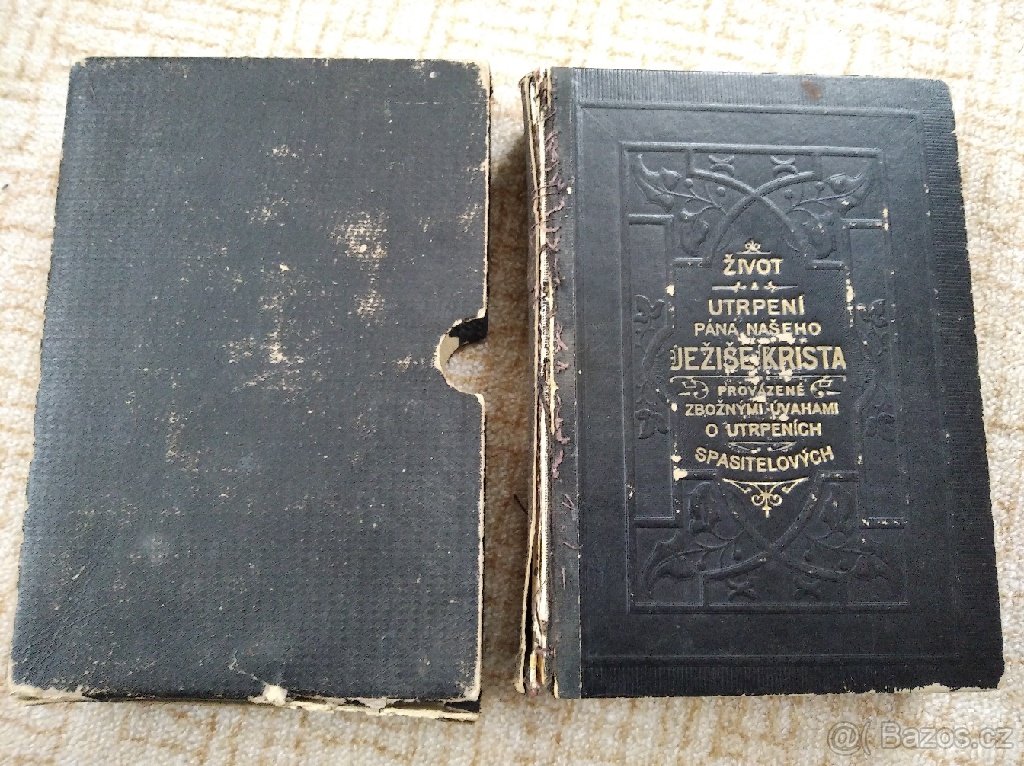 ŽIVOT
A
UTRPENÍ
PÁNA NAŠEHO
JEŽÍŠE KRISTA
PROVÁZENÉ
ZBOŽNÝMI ÚVAHAMI
O UTRPENÍCH
SPASITELOVÝCH
@Bazos.cz